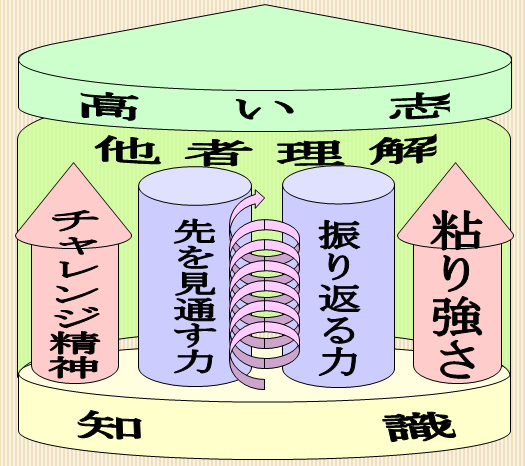 高い志
他者理解
チャレンジ精神
先を見通す力
振り返る力
粘り強さ
知識